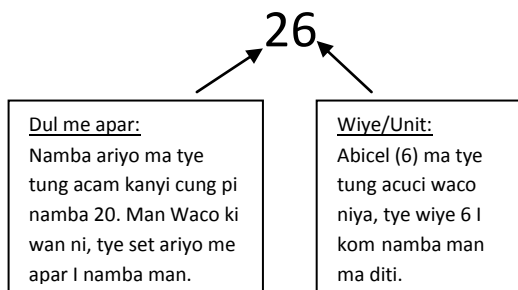 26
Dul me apar:
Namba ariyo ma tye
tung acam kanyi cung pi
namba 20. Man Waco ki
wan ni, tye set ariyo me
apar I namba man.
Wiye/Unit:
Abicel (6) ma tye
tung acuci waco
niya, tye wiye 6 I
kom namba man
ma diti.